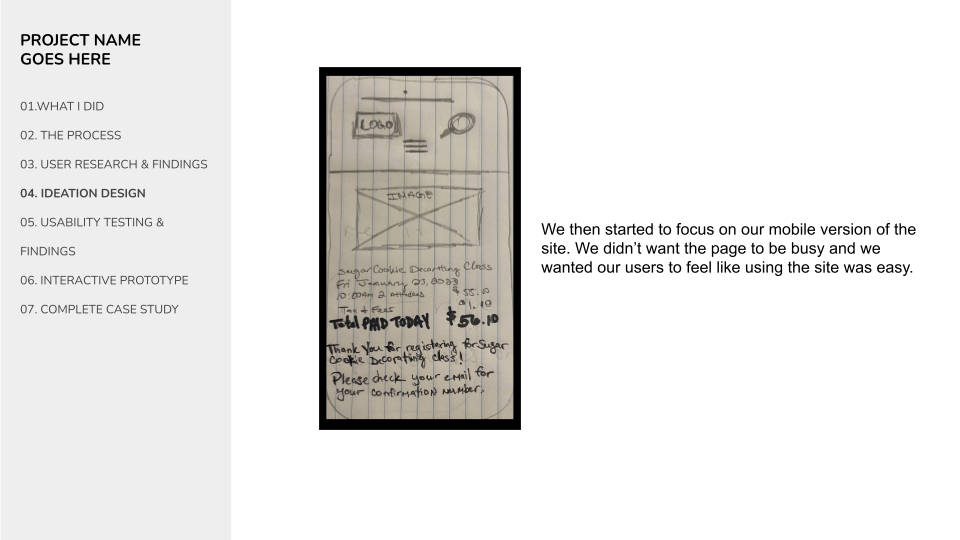 PROJECT NAME
GOES HERE
01.WHAT I DID
02. THE PROCESS
03. USER RESEARCH & FINDINGS
04. IDEATION DESIGN
05. USABILITY TESTING &
FINDINGS
06. INTERACTIVE PROTOTYPE
07. COMPLETE CASE STUDY
LOGO
IMAGE
Sugar Cookie Decorating Class
Fri January 23, 2023
10:00AM 2 Attendees $55.00
$1.10
Tax & Fees
Total PAID TODAY $56.10
Thank You for registering for Sugar
Cookie Decorating Class!
Please check your email for
your confirmation number.
We then started to focus on our mobile version of the
site. We didn’t want the page to be busy and we
wanted our users to feel like using the site was easy.